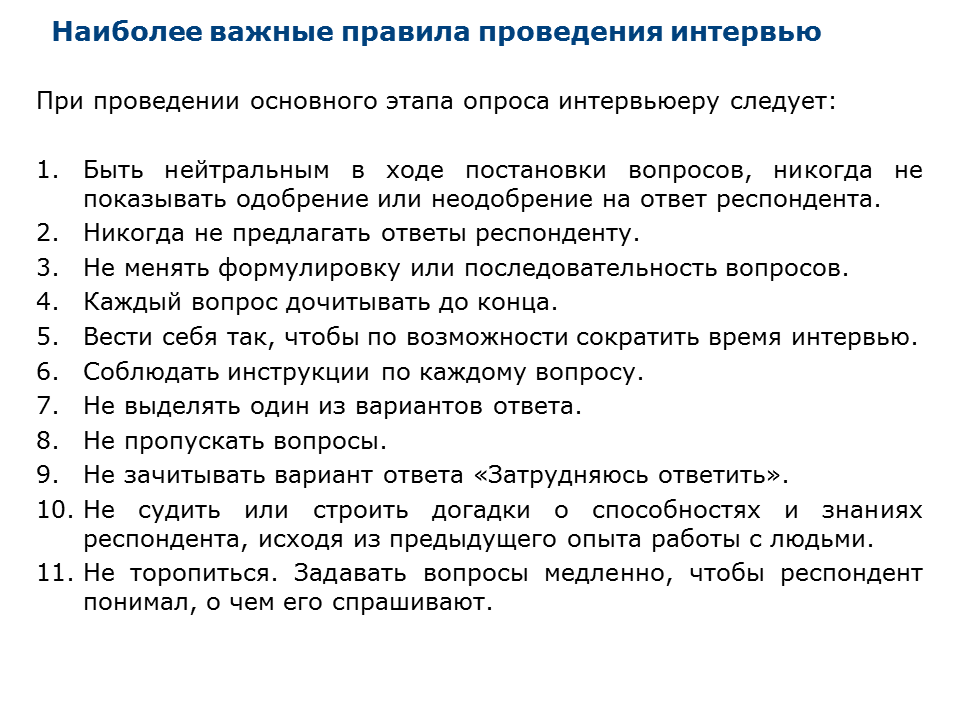 Наиболее важные правила проведения интервью
При проведении основного этапа опроса интервьюеру следует:
1. Быть нейтральным в ходе постановки вопросов, никогда не
показывать одобрение или неодобрение на ответ респондента.
2. Никогда не предлагать ответы респонденту.
3. Не менять формулировку или последовательность вопросов.
4. Каждый вопрос дочитывать до конца.
5. Вести себя так, чтобы по возможности сократить время интервью.
6. Соблюдать инструкции по каждому вопросу.
7. Не выделять один из вариантов ответа.
8. Не пропускать вопросы.
9. Не зачитывать вариант ответа «Затрудняюсь ответить».
10. Не судить или строить догадки о способностях и знаниях
респондента, исходя из предыдущего опыта работы с людьми.
11. Не торопиться. Задавать вопросы медленно, чтобы респондент
понимал, о чем его спрашивают.